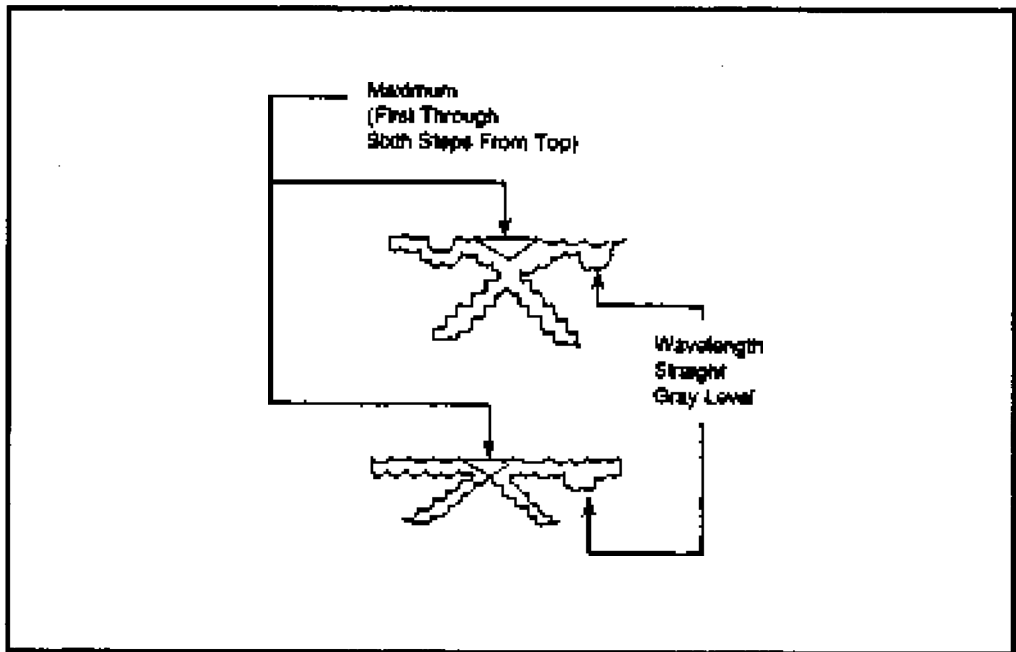 Maximum
(First Through
Sixth Steps From Top)
Wavelength
Straight
Gray Level